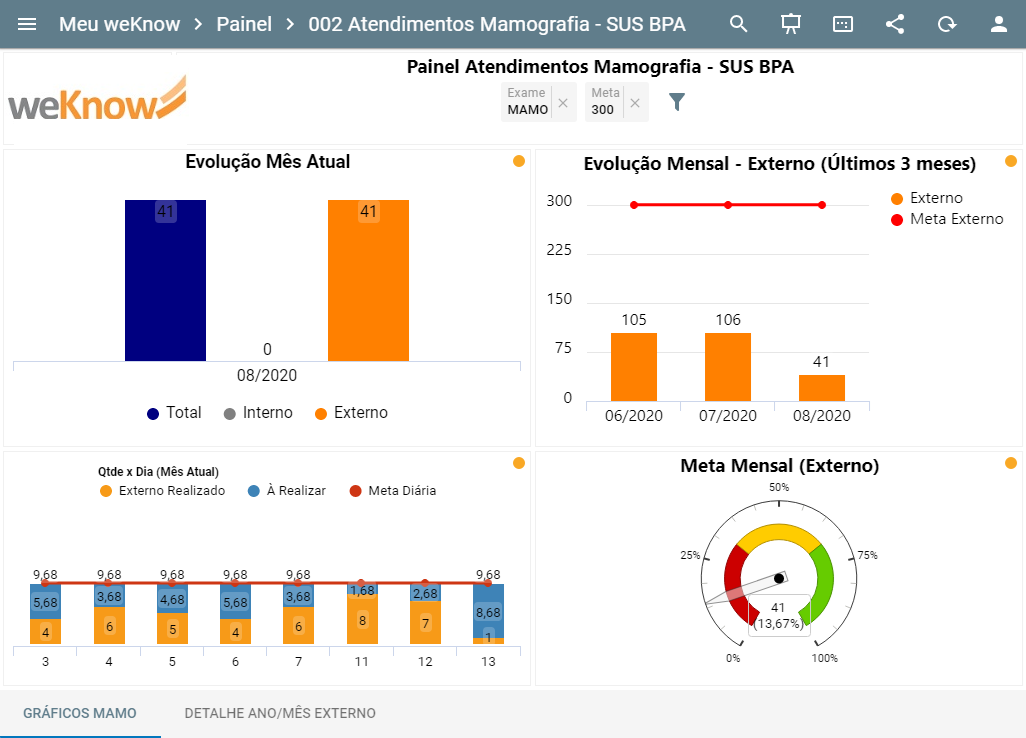 Meu weKnow > Painel > 002 Atendimentos Mamografia - SUS BPA
weKnow
Painel Atendimentos Mamografia - SUS BPA
Exame Meta
MAMO × 300 ×
Evolução Mês Atual
41 41
0
08/2020
Total Interno Externo
Evolução Mensal - Externo (Últimos 3 meses)
300
225
150
75
0
105 106 41
06/2020 07/2020 08/2020
Externo
Meta Externo
Qtde x Dia (Mês Atual)
Externo Realizado À Realizar Meta Diária
9,68 9,68 9,68 9,68 9,68 9,68
5,68 3,68 4,68 5,68 3,68 1,68 2,68 8,68
4 6 5 4 6 8 7 1
3 4 5 6 7 11 12 13
Meta Mensal (Externo)
50%
25% 75%
41
(13,67%)
0% 100%
GRÁFICOS MAMO DETALHE ANO/MÊS EXTERNO